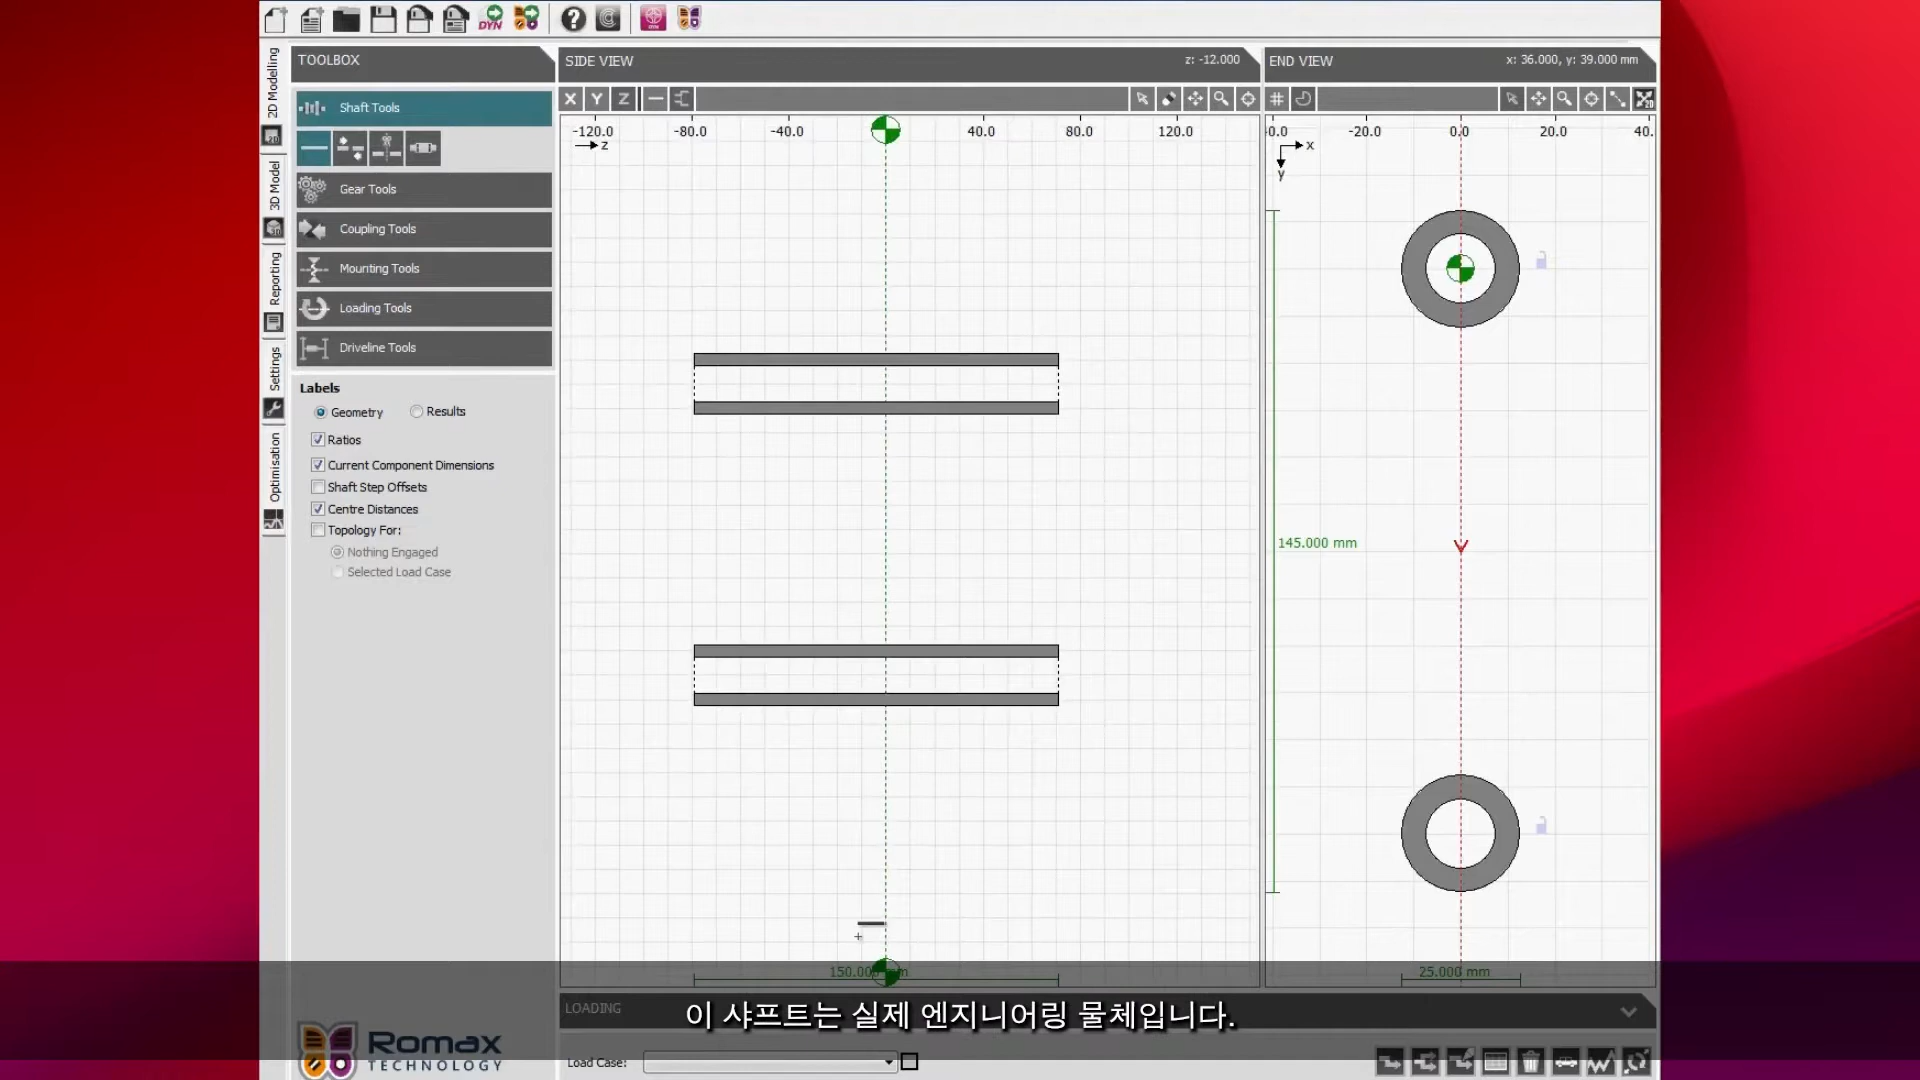 TOOLBOX
SIDE VIEW
z: -12.000
END VIEW
x: 36.000, y: 39.000 mm
DYN
2D Modelling
3D Model
Reporting
Settings
Optimisation
Shaft Tools
Gear Tools
Coupling Tools
Mounting Tools
Loading Tools
Driveline Tools
Labels
Geometry
Results
Ratios
Current Component Dimensions
Shaft Step Offsets
Centre Distances
Topology For:
Nothing Engaged
Selected Load Case
X Y Z
-120.0 -80.0 -40.0 40.0 80.0 120.0
z
0.0 -20.0 0.0 20.0 40.
x
y
145.000 mm
25.000 mm
LOADING
이 샤프트는 실제 엔지니어링 물체입니다.
Romax
TECHNOLOGY
Load Case: